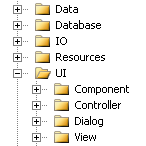 Data
Database
IO
Resources
UI
Component
Controller
Dialog
View